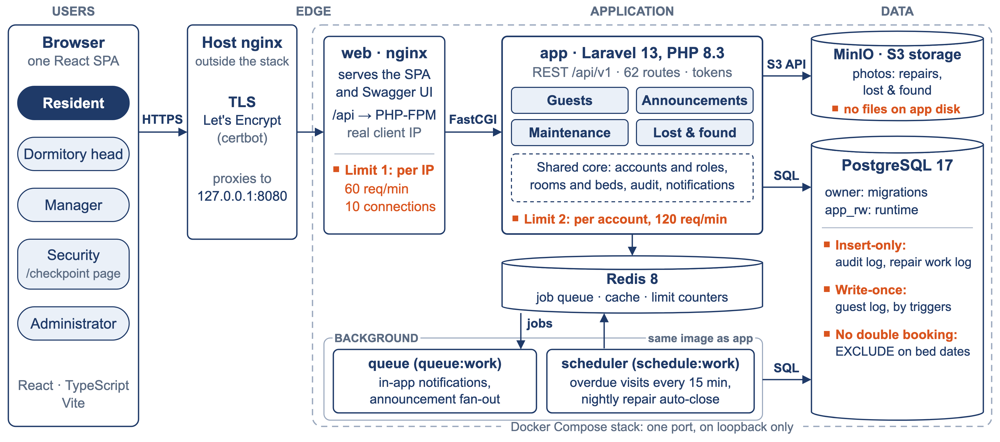 USERS
EDGE
APPLICATION
DATA
Browser
one React SPA
Resident
Dormitory head
Manager
Security
/checkpoint page
Administrator
React · TypeScript
Vite
HTTPS
Host nginx
outside the stack
TLS
Let's Encrypt
(certbot)
proxies to
127.0.0.1:8080
web · nginx
serves the SPA
and Swagger UI
/api → PHP-FPM
real client IP
Limit 1: per IP
60 req/min
10 connections
FastCGI
app · Laravel 13, PHP 8.3
REST /api/v1 · 62 routes · tokens
Guests
Announcements
Maintenance
Lost & found
Shared core: accounts and roles,
rooms and beds, audit, notifications
Limit 2: per account, 120 req/min
S3 API
SQL
MinIO · S3 storage
photos: repairs,
lost & found
no files on app disk
PostgreSQL 17
owner: migrations
app_rw: runtime
Insert-only:
audit log, repair work log
Write-once:
guest log, by triggers
No double booking:
EXCLUDE on bed dates
Redis 8
job queue · cache · limit counters
jobs
BACKGROUND
same image as app
queue (queue:work)
in-app notifications,
announcement fan-out
scheduler (schedule:work)
overdue visits every 15 min,
nightly repair auto-close
SQL
Docker Compose stack: one port, on loopback only